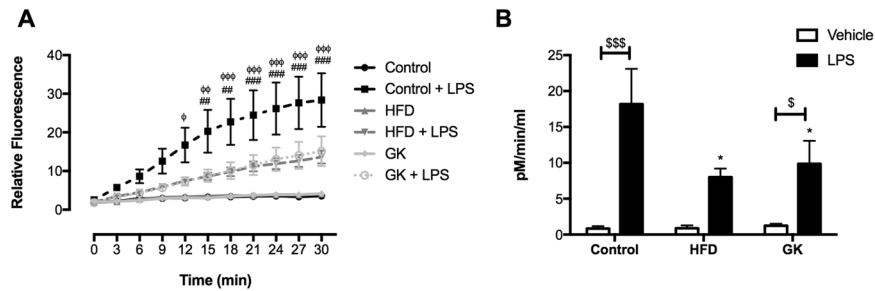 A
Relative Fluorescence
40
30
20
10
0
ϕ
ϕϕ
##
ϕϕϕ
##
ϕϕϕ
###
ϕϕϕ
###
ϕϕϕ
###
ϕϕϕ
###
0 3 6 9 12 15 18 21 24 27 30
Time (min)
Control
Control + LPS
HFD
HFD + LPS
GK
GK + LPS
B
pM/min/ml
25
20
15
10
5
0
$$$
*
$
*
Control HFD GK
Vehicle
LPS